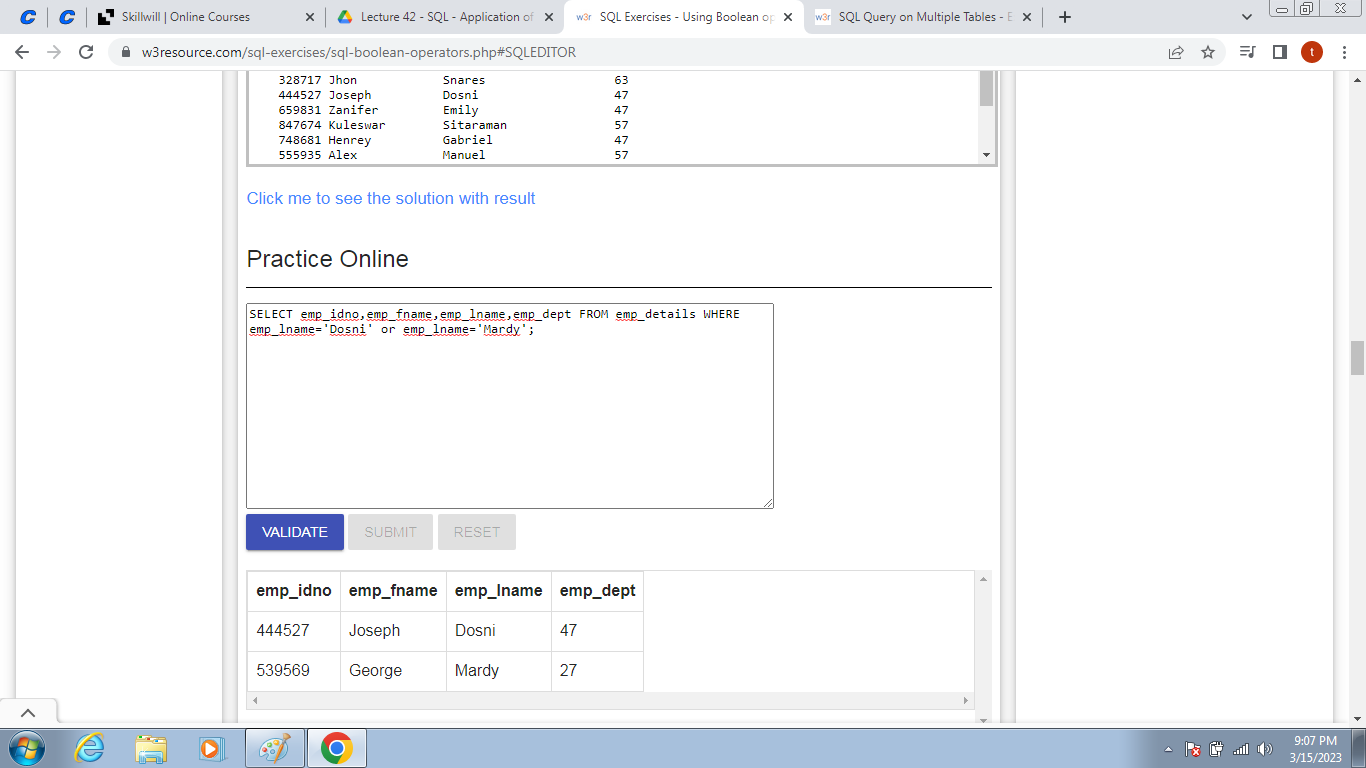 Skillwill | Online Courses
Lecture 42 - SQL - Application of
w3r SQL Exercises - Using Boolean op
w3r SQL Query on Multiple Tables - E
w3resource.com/sql-exercises/sql-boolean-operators.php#SQLEDITOR
t
328717 Jhon Snares 63
444527 Joseph Dosni 47
659831 Zanifer Emily 47
847674 Kuleswar Sitaraman 57
748681 Henrey Gabriel 47
555935 Alex Manuel 57
Click me to see the solution with result
Practice Online
SELECT emp_idno,emp_fname,emp_lname,emp_dept FROM emp_details WHERE
emp_lname='Dosni' or emp_lname='Mardy';
VALIDATE SUBMIT RESET
emp_idno emp_fname emp_lname emp_dept
444527 Joseph Dosni 47
539569 George Mardy 27
9:07 PM
3/15/2023